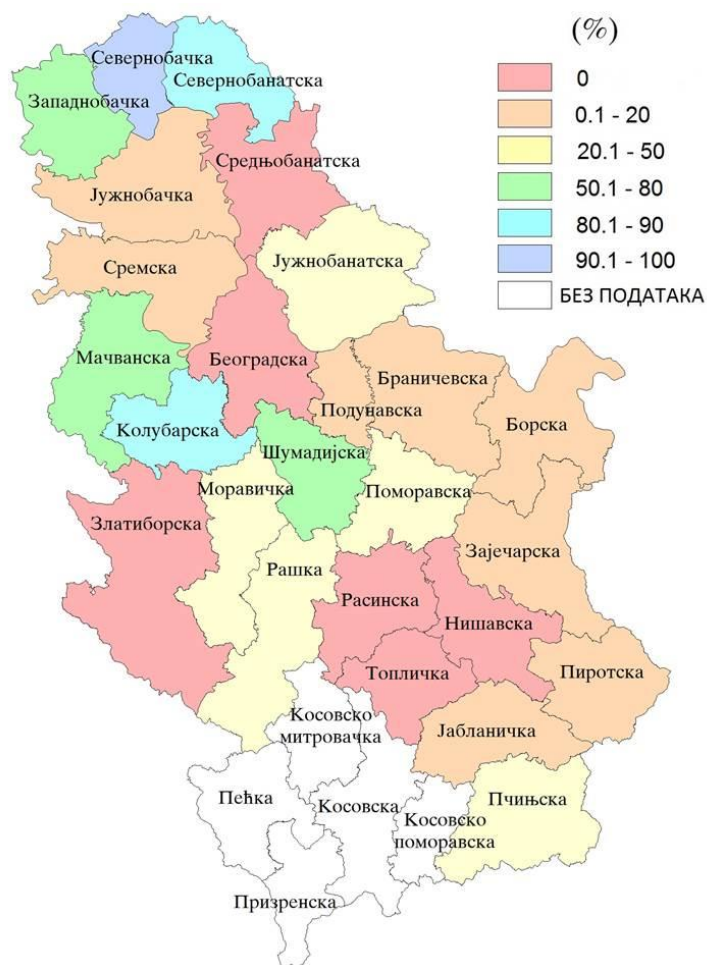 (%)
0
0.1 - 20
20.1 - 50
50.1 - 80
80.1 - 90
90.1 - 100
БЕЗ ПОДАТАКА
Севернобачка
Севернобанатска
Западнобачка
Средњобанатска
Јужнобачка
Јужнобанатска
Сремска
Мачванска
Београдска
Браничевска
Подунавска
Борска
Колубарска
Шумадијска
Моравичка
Поморавска
Златиборска
Зајечарска
Рашка
Расинска
Нишавска
Топличка
Пиротска
Косовско
митровачка
Јабланичка
Пећка
Косовска
Косовско
поморавска
Пчињска
Призренска